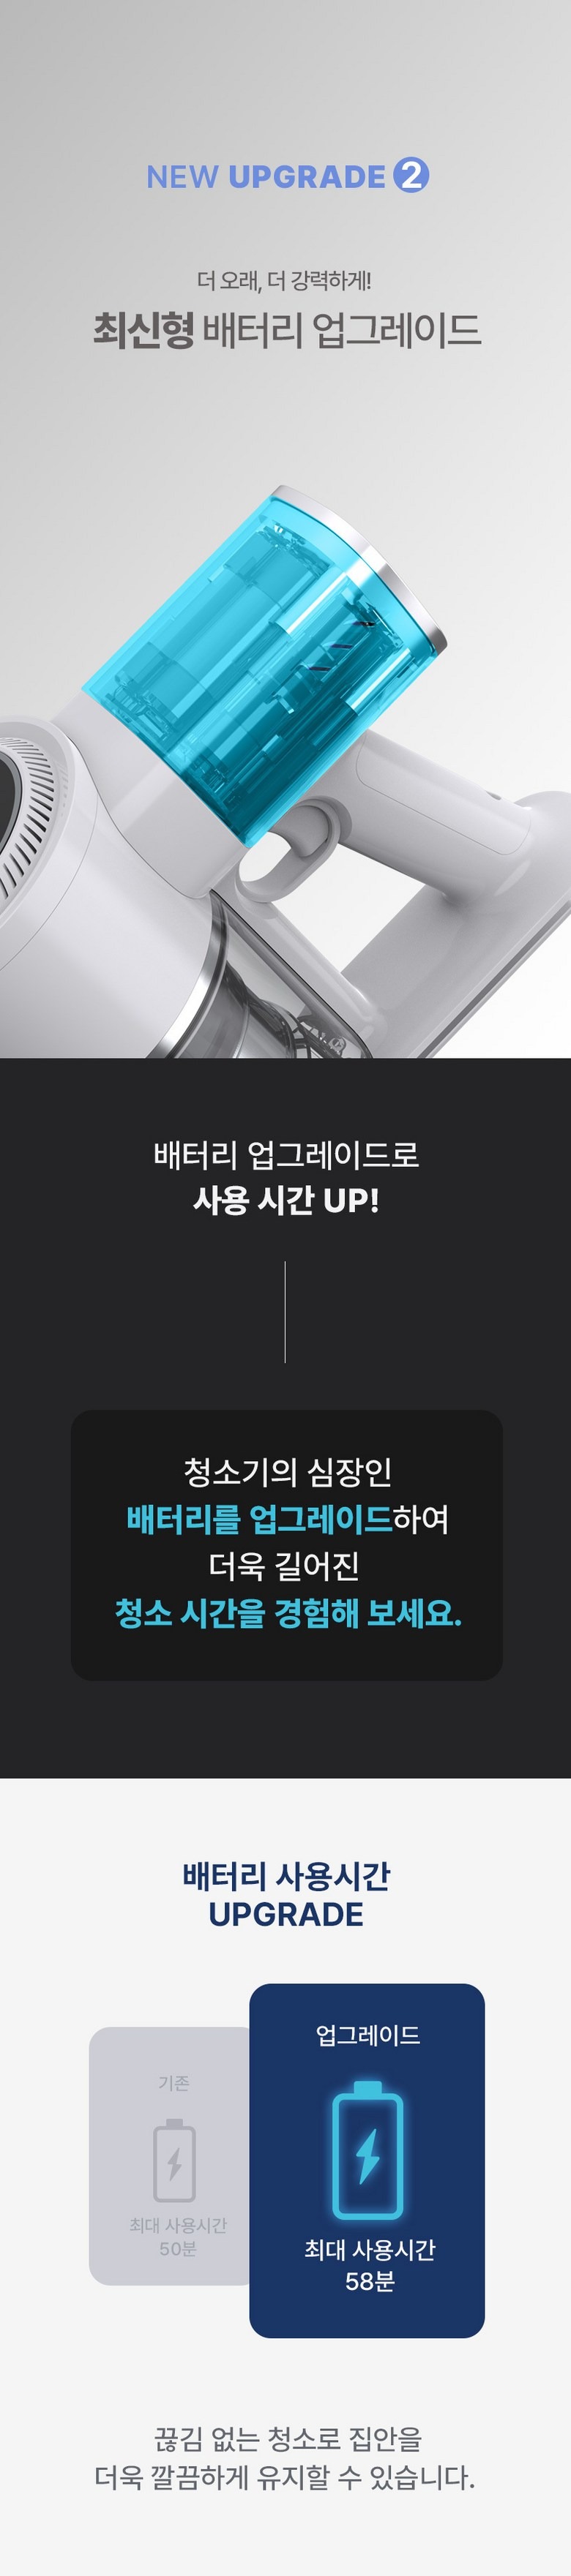 NEW UPGRADE 2
더 오래, 더 강력하게!
최신형 배터리 업그레이드
배터리 업그레이드로
사용 시간 UP!
청소기의 심장인
배터리를 업그레이드하여
더욱 길어진
청소 시간을 경험해 보세요.
배터리 사용시간
UPGRADE
기존
최대 사용시간
50분
업그레이드
최대 사용시간
58분
끊김 없는 청소로 집안을
더욱 깔끔하게 유지할 수 있습니다.